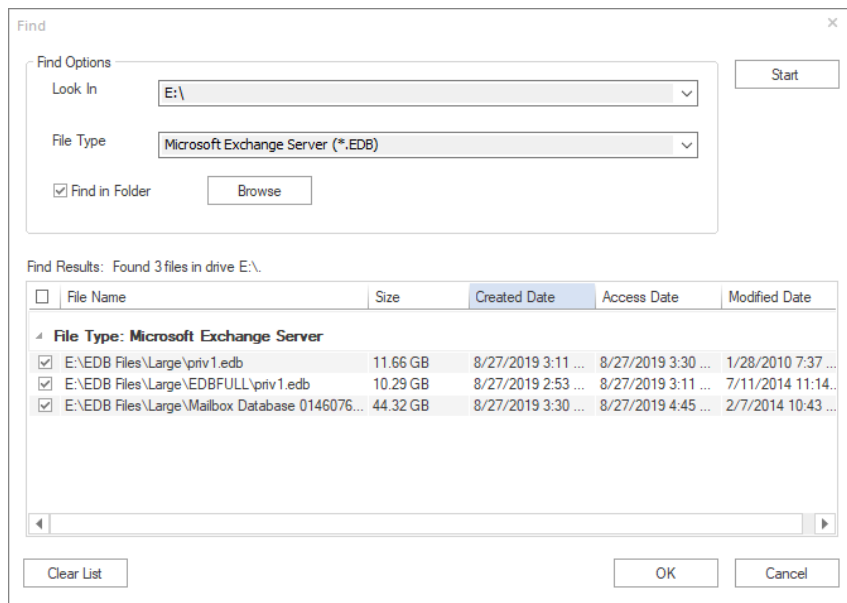 Find
Find Options
Look In E:\
Start
File Type Microsoft Exchange Server (*.EDB)
Find in Folder Browse
Find Results: Found 3 files in drive E:\.
File Name Size Created Date Access Date Modified Date
File Type: Microsoft Exchange Server
E:\EDB Files\Large\priv1.edb 11.66 GB 8/27/2019 3:11 ... 8/27/2019 3:30 ... 1/28/2010 7:37 ...
E:\EDB Files\Large\EDBFULL\priv1.edb 10.29 GB 8/27/2019 2:53 ... 8/27/2019 3:11 ... 7/11/2014 11:14...
E:\EDB Files\Large\Mailbox Database 0146076... 44.32 GB 8/27/2019 3:30 ... 8/27/2019 4:45 ... 2/7/2014 10:43 ...
Clear List OK Cancel